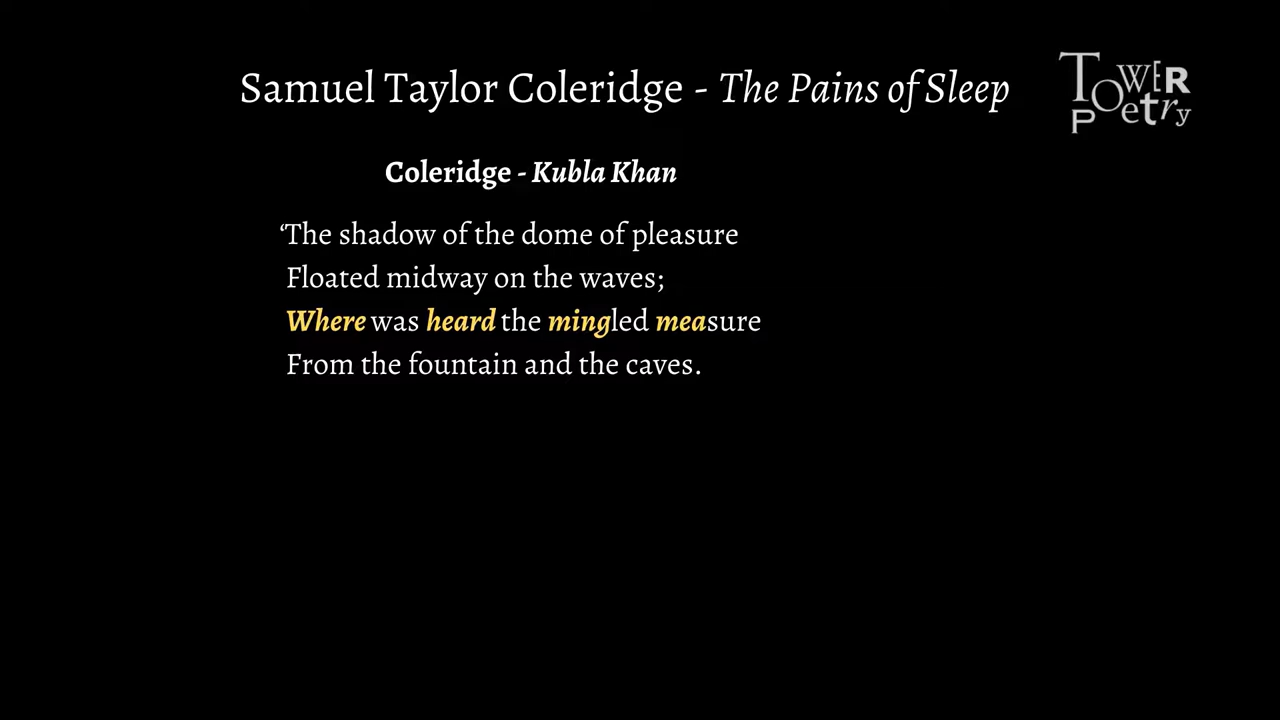 Samuel Taylor Coleridge - The Pains of Sleep
TOWER
POetry
Coleridge - Kubla Khan
‘The shadow of the dome of pleasure
Floated midway on the waves;
Where was heard the mingled measure
From the fountain and the caves.